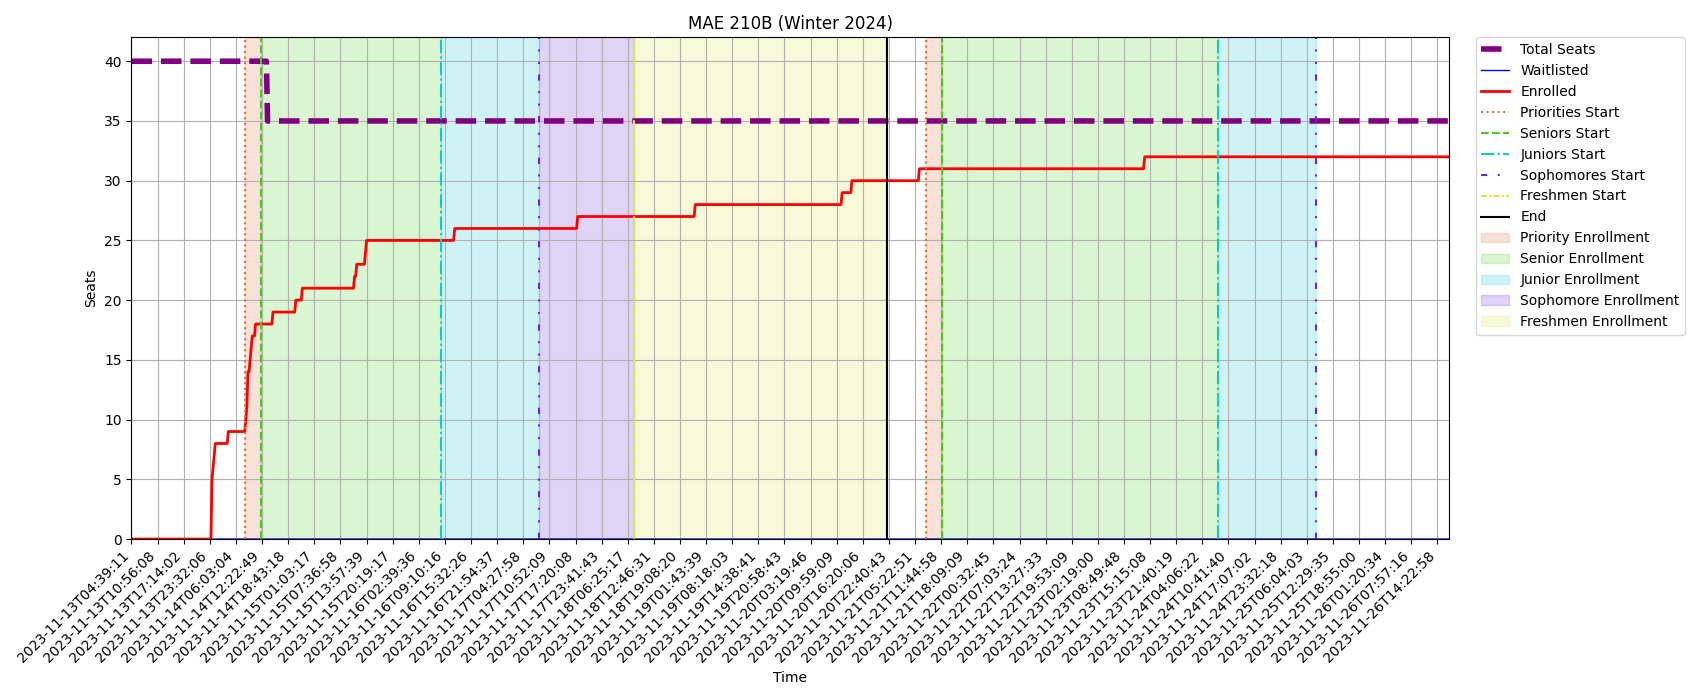 MAE 210B (Winter 2024)
Seats
40
35
30
25
20
15
10
5
0
2023-11-13T04:39:11
2023-11-13T10:56:08
2023-11-13T17:14:02
2023-11-13T23:32:06
2023-11-14T06:03:04
2023-11-14T12:22:49
2023-11-14T18:43:18
2023-11-15T01:03:17
2023-11-15T07:36:58
2023-11-15T13:57:39
2023-11-15T20:19:17
2023-11-16T02:39:36
2023-11-16T09:10:16
2023-11-16T15:32:26
2023-11-16T21:54:37
2023-11-17T04:27:58
2023-11-17T10:52:09
2023-11-17T17:20:08
2023-11-17T23:41:43
2023-11-18T06:25:17
2023-11-18T12:46:31
2023-11-18T19:08:20
2023-11-19T01:43:39
2023-11-19T08:18:03
2023-11-19T14:38:41
2023-11-19T20:58:43
2023-11-20T03:19:46
2023-11-20T09:59:09
2023-11-20T16:20:06
2023-11-20T22:40:43
2023-11-21T05:22:51
2023-11-21T11:44:58
2023-11-21T18:09:09
2023-11-22T00:32:45
2023-11-22T07:03:24
2023-11-22T13:27:33
2023-11-22T19:53:09
2023-11-23T02:19:00
2023-11-23T08:49:48
2023-11-23T15:15:08
2023-11-23T21:40:19
2023-11-24T04:06:22
2023-11-24T10:41:40
2023-11-24T17:07:02
2023-11-24T23:32:18
2023-11-25T06:04:03
2023-11-25T12:29:35
2023-11-25T18:55:00
2023-11-26T01:20:34
2023-11-26T07:57:16
2023-11-26T14:22:58
Time
Total Seats
Waitlisted
Enrolled
Priorities Start
Seniors Start
Juniors Start
Sophomores Start
Freshmen Start
End
Priority Enrollment
Senior Enrollment
Junior Enrollment
Sophomore Enrollment
Freshmen Enrollment